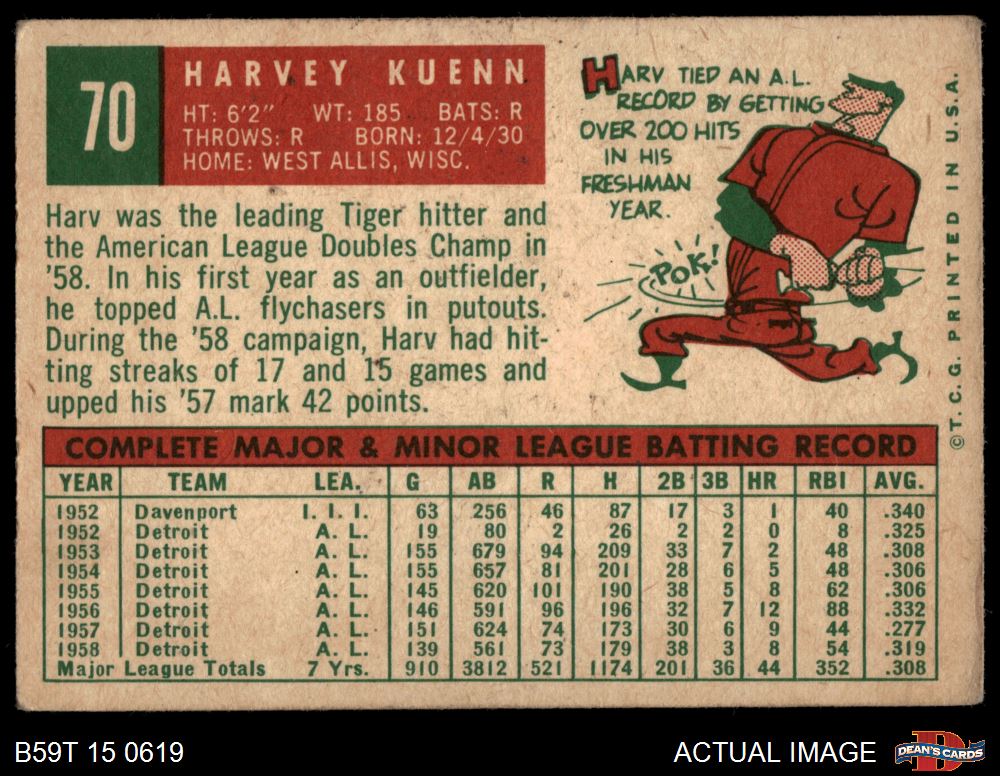 70
HARVEY KUENN
HT: 6'2" WT: 185 BATS: R
THROWS: R BORN: 12/4/30
HOME: WEST ALLIS, WISC.
Harv was the leading Tiger hitter and
the American League Doubles Champ in
'58. In his first year as an outfielder,
he topped A.L. flychasers in putouts.
During the '58 campaign, Harv had hit-
ting streaks of 17 and 15 games and
upped his '57 mark 42 points.
HARV TIED AN A.L.
RECORD BY GETTING
OVER 200 HITS
IN HIS
FRESHMAN
YEAR.
POK!
© T. C. G. PRINTED IN U.S.A.
COMPLETE MAJOR & MINOR LEAGUE BATTING RECORD
YEAR TEAM LEA. G AB R H 2B 3B HR RBI AVG.
1952 Davenport I. I. I. 63 256 46 87 17 3 1 40 .340
1952 Detroit A. L. 19 80 2 26 2 2 0 8 .325
1953 Detroit A. L. 155 679 94 209 33 7 2 48 .308
1954 Detroit A. L. 155 657 81 201 28 6 5 48 .306
1955 Detroit A. L. 145 620 101 190 38 5 8 62 .306
1956 Detroit A. L. 146 591 96 196 32 7 12 88 .332
1957 Detroit A. L. 151 624 74 173 30 6 9 44 .277
1958 Detroit A. L. 139 561 73 179 38 3 8 54 .319
Major League Totals 7 Yrs. 910 3812 521 1174 201 36 44 352 .308
B59T 15 0619
ACTUAL IMAGE
DEAN'S CARDS